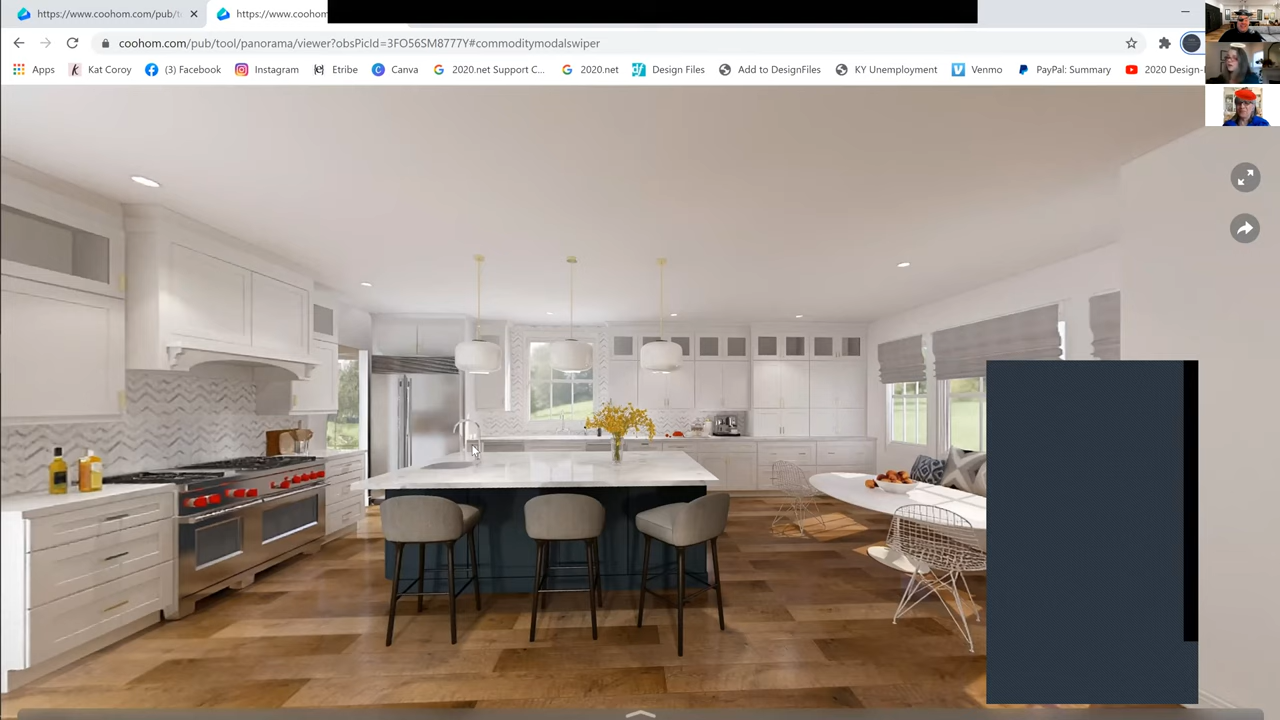 https://www.coohom.com/pub/t
https://www.coohom
coohom.com/pub/tool/panorama/viewer?obsPicId=3FO56SM8777Y#commoditymodalswiper
Apps Kat Coroy (3) Facebook Instagram Etribe Canva 2020.net Support - C... 2020.net Design Files Add to DesignFiles KY Unemployment Venmo PayPal: Summary 2020 Design-